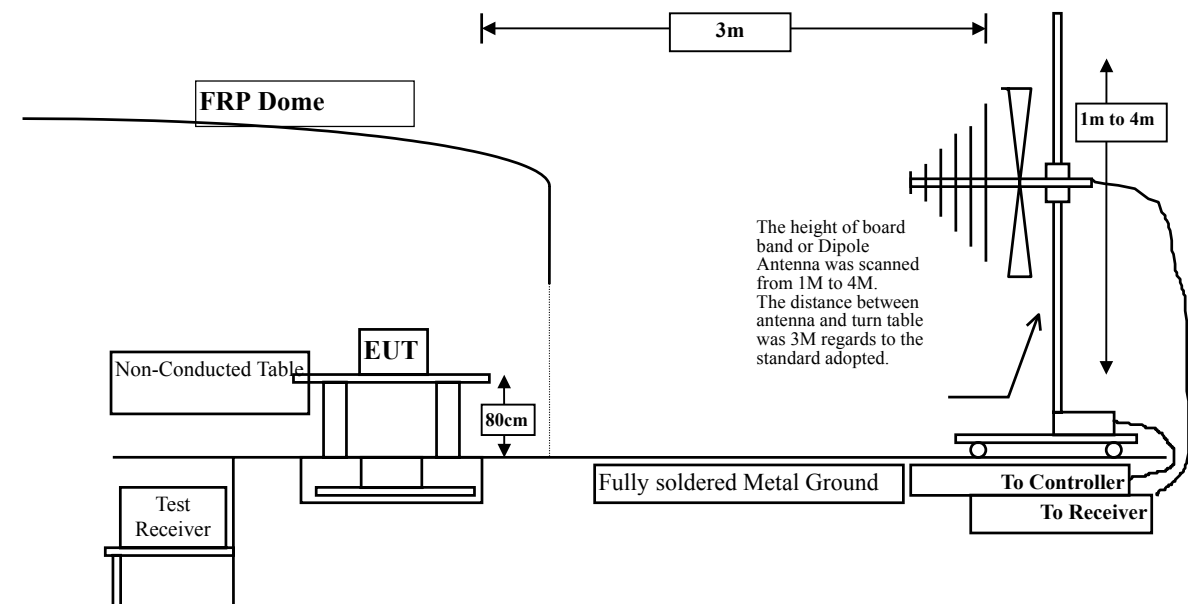 3m
FRP Dome
1m to 4m
The height of board
band or Dipole
Antenna was scanned
from 1M to 4M.
The distance between
antenna and turn table
was 3M regards to the
standard adopted.
EUT
Non-Conducted Table
80cm
Fully soldered Metal Ground
To Controller
Test
Receiver
To Receiver